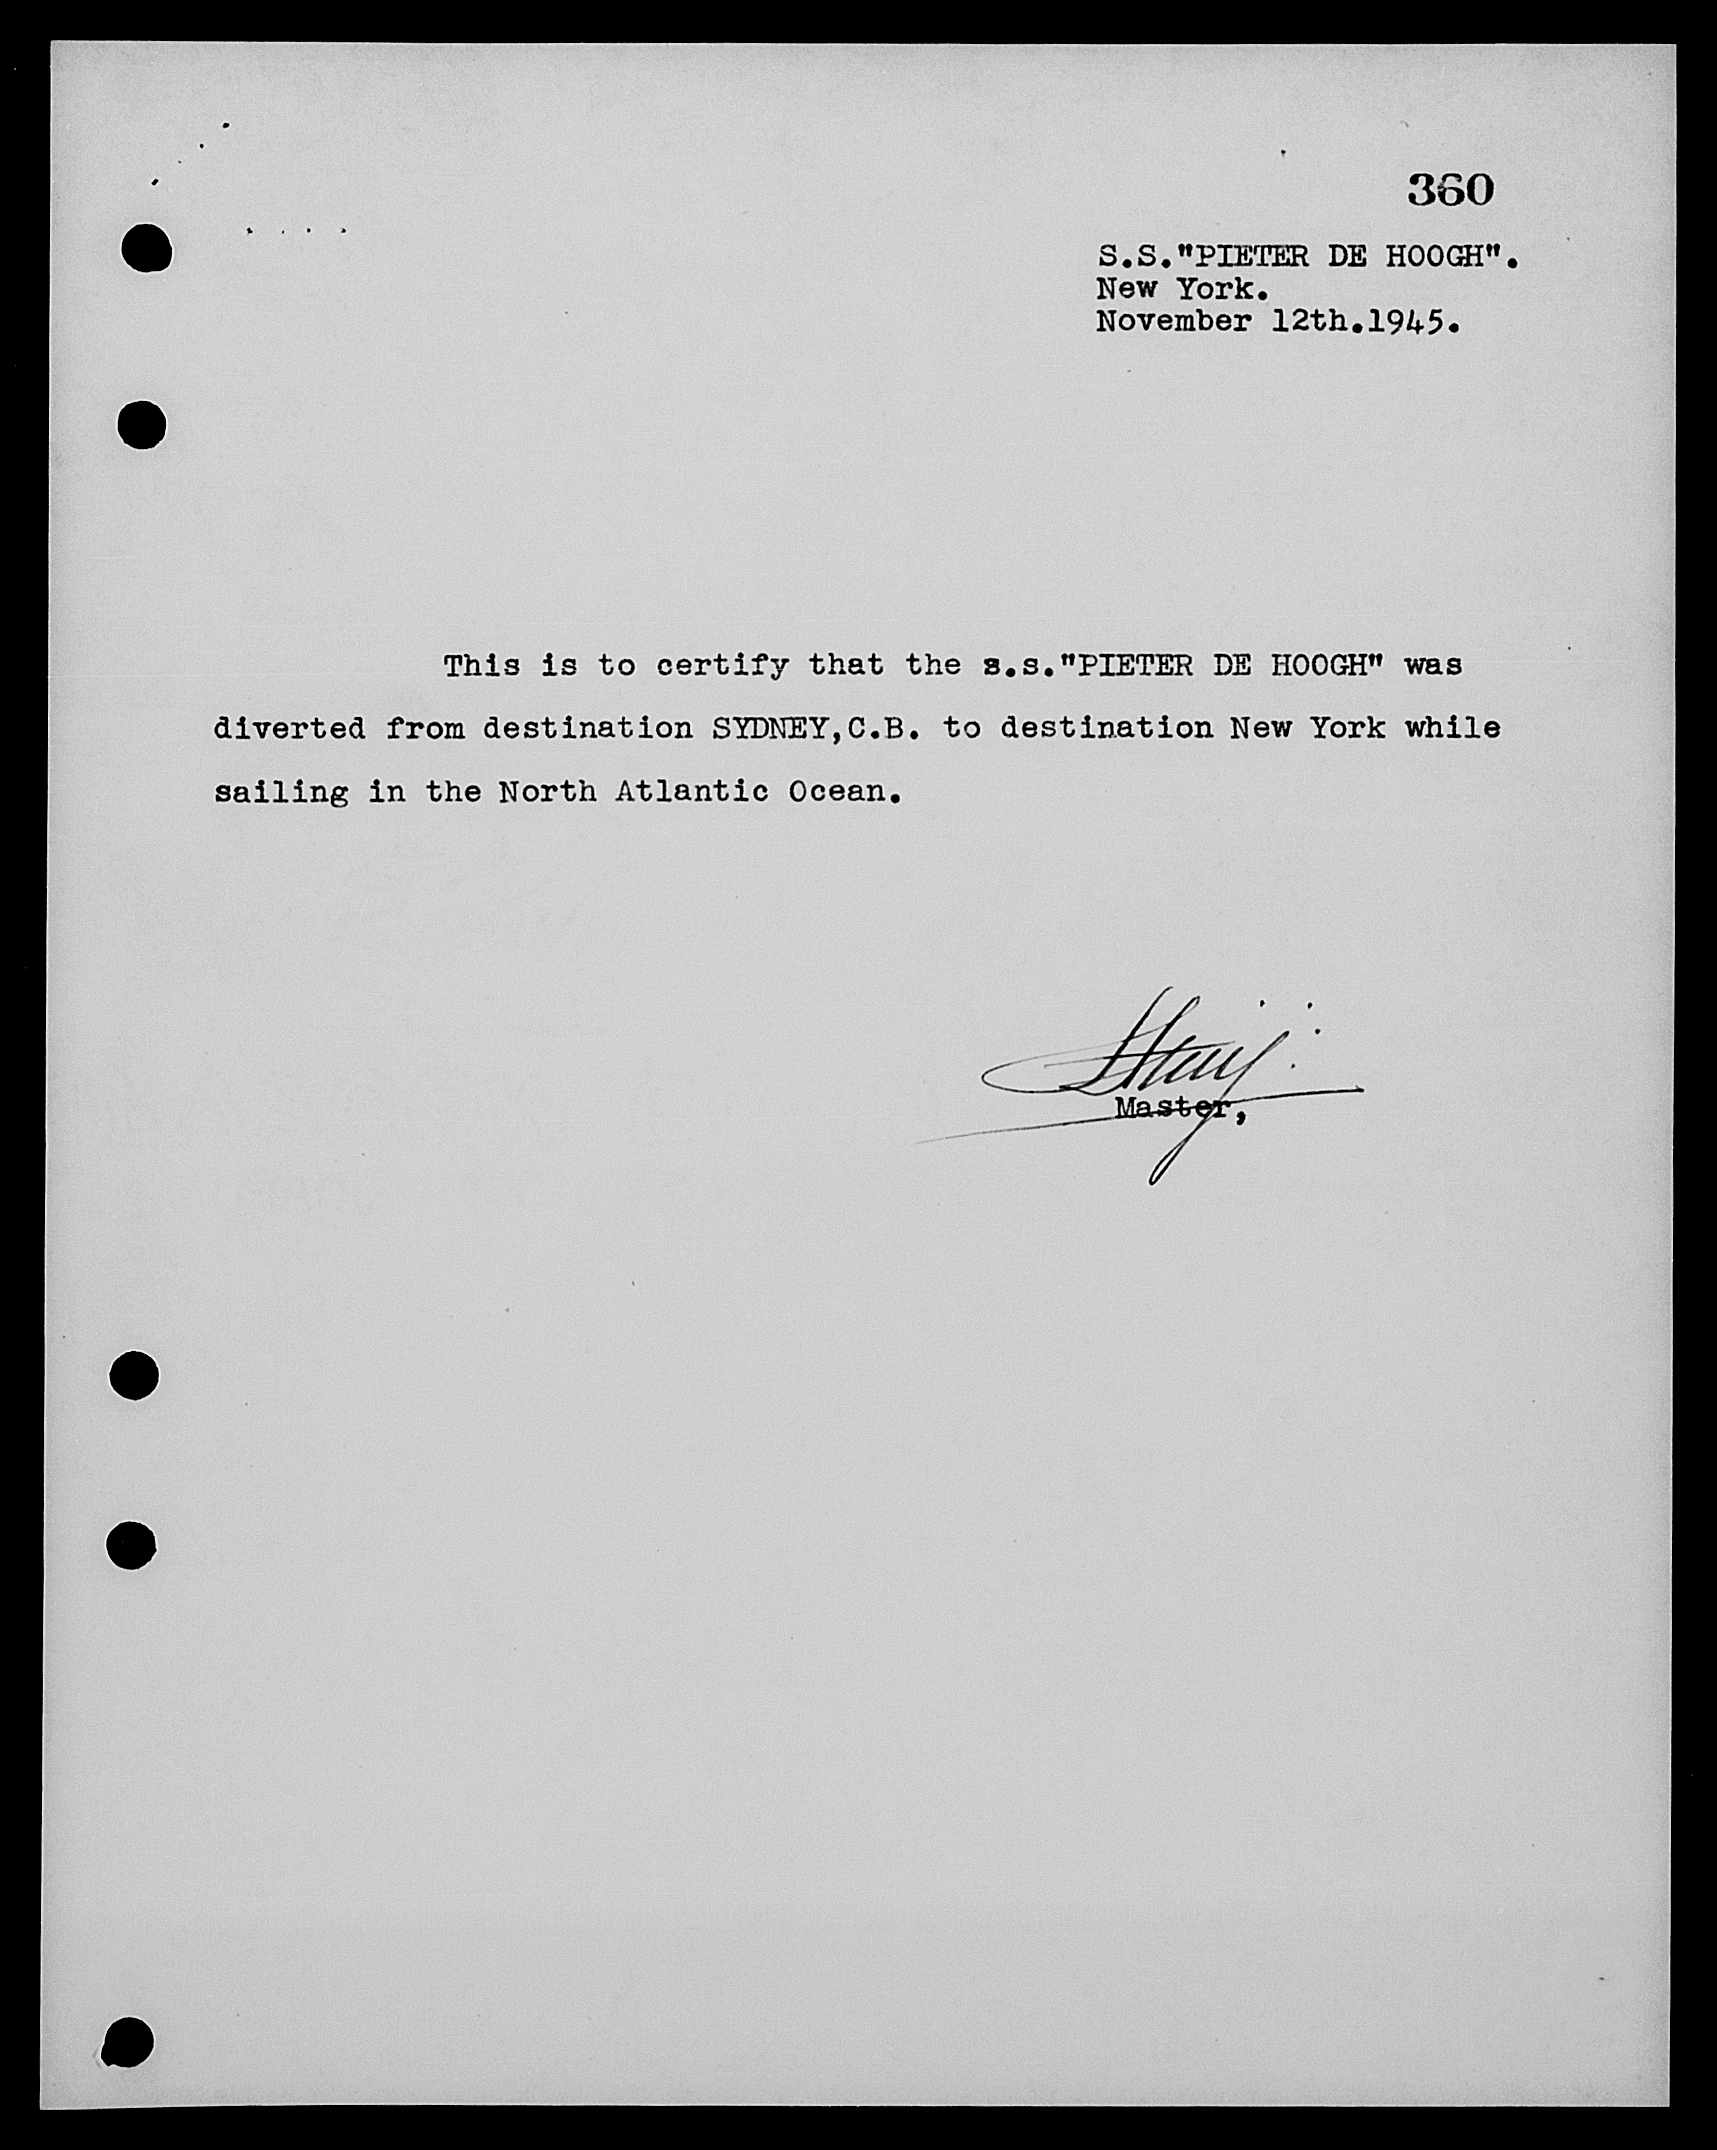 360
S.S."PIETER DE HOOGH".
New York.
November 12th.1945.
This is to certify that the s.s."PIETER DE HOOGH" was
diverted from destination SYDNEY,C.B. to destination New York while
sailing in the North Atlantic Ocean.
Master,